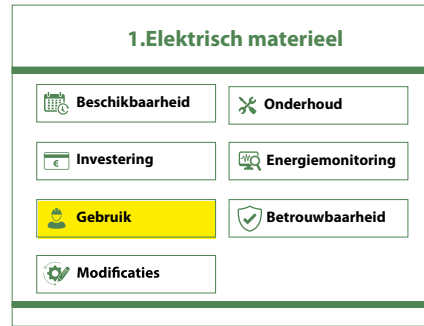 1.Elektrisch materieel
Beschikbaarheid
Onderhoud
€ Investering
Energiemonitoring
Gebruik
Betrouwbaarheid
Modificaties